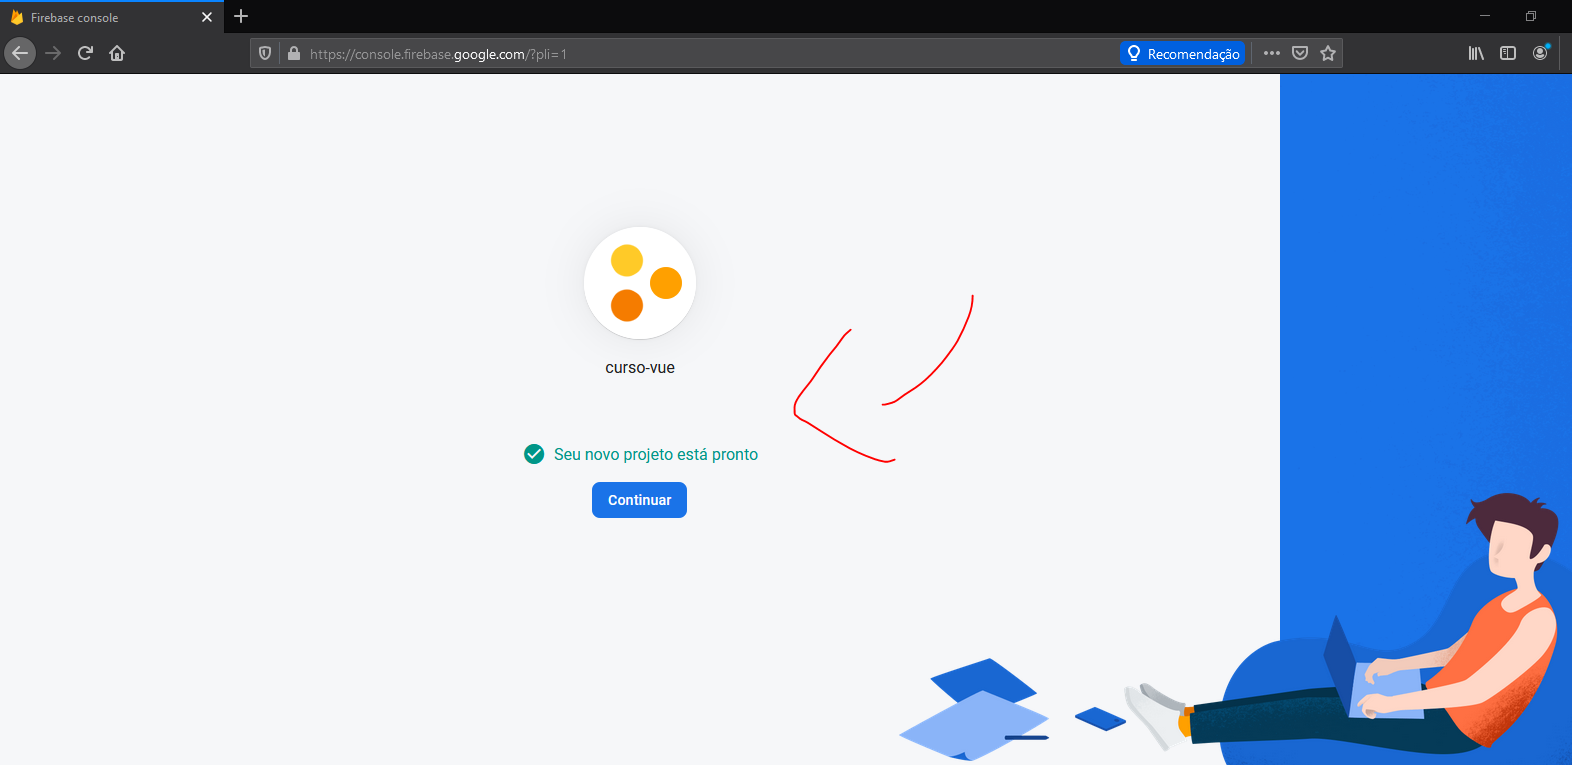 Firebase console
https://console.firebase.google.com/?pli=1
Recomendação
curso-vue
Seu novo projeto está pronto
Continuar